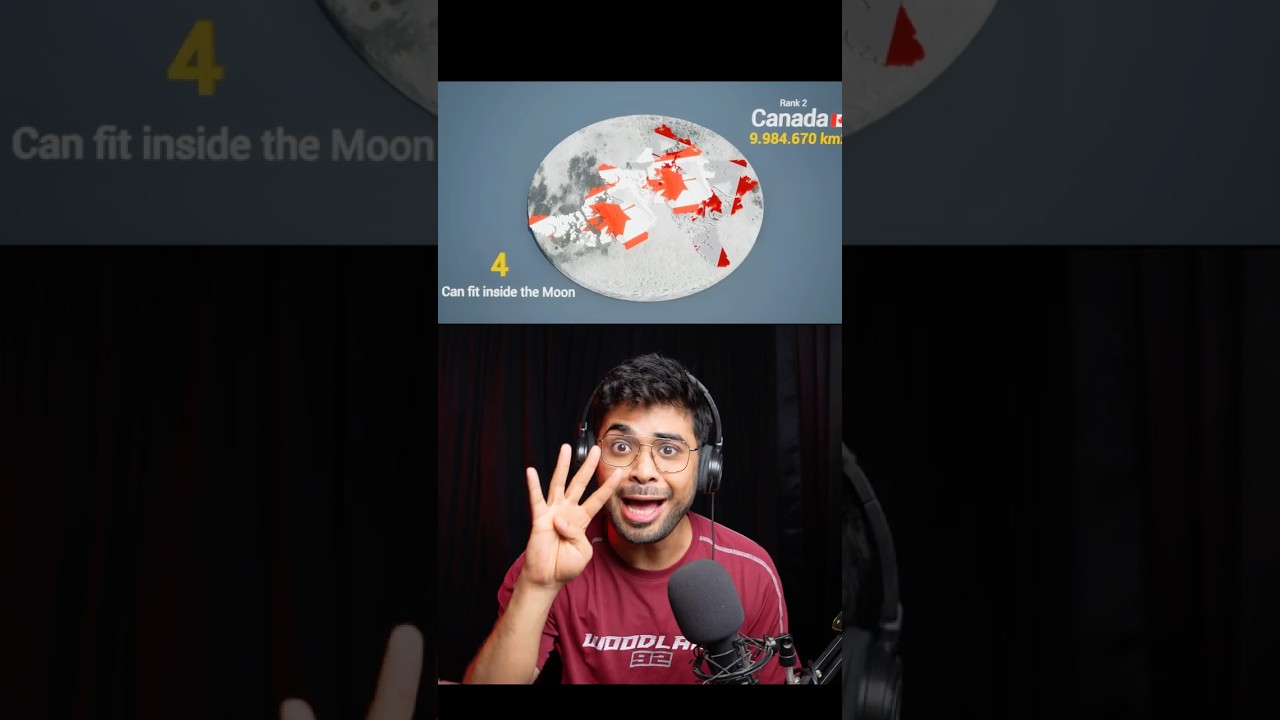 4
Can fit inside the Moon
Rank 2
Canada
9.984.670 km
4
Can fit inside the Moon
WOODLA
92